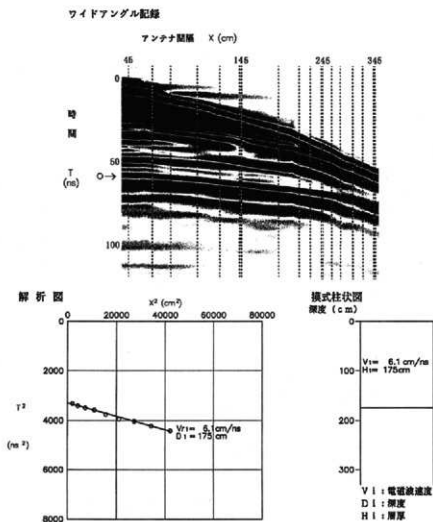 ワイドアングル記録
アンテナ間隔 X (cm)
45 145 245 345
0
時
間
50
T
(ns)
O→
100
解析図
X² (cm²)
0 20000 40000 60000 80000
0
2000
T²
4000
(ns²)
6000
8000
Vr1= 6.1 cm/ns
D1 =175 cm
模式柱状図
深度(cm)
0
100
200
300
V1= 6.1 cm/ns
H1= 175cm
V I : 電磁波速度
D I : 深度
H I : 層厚